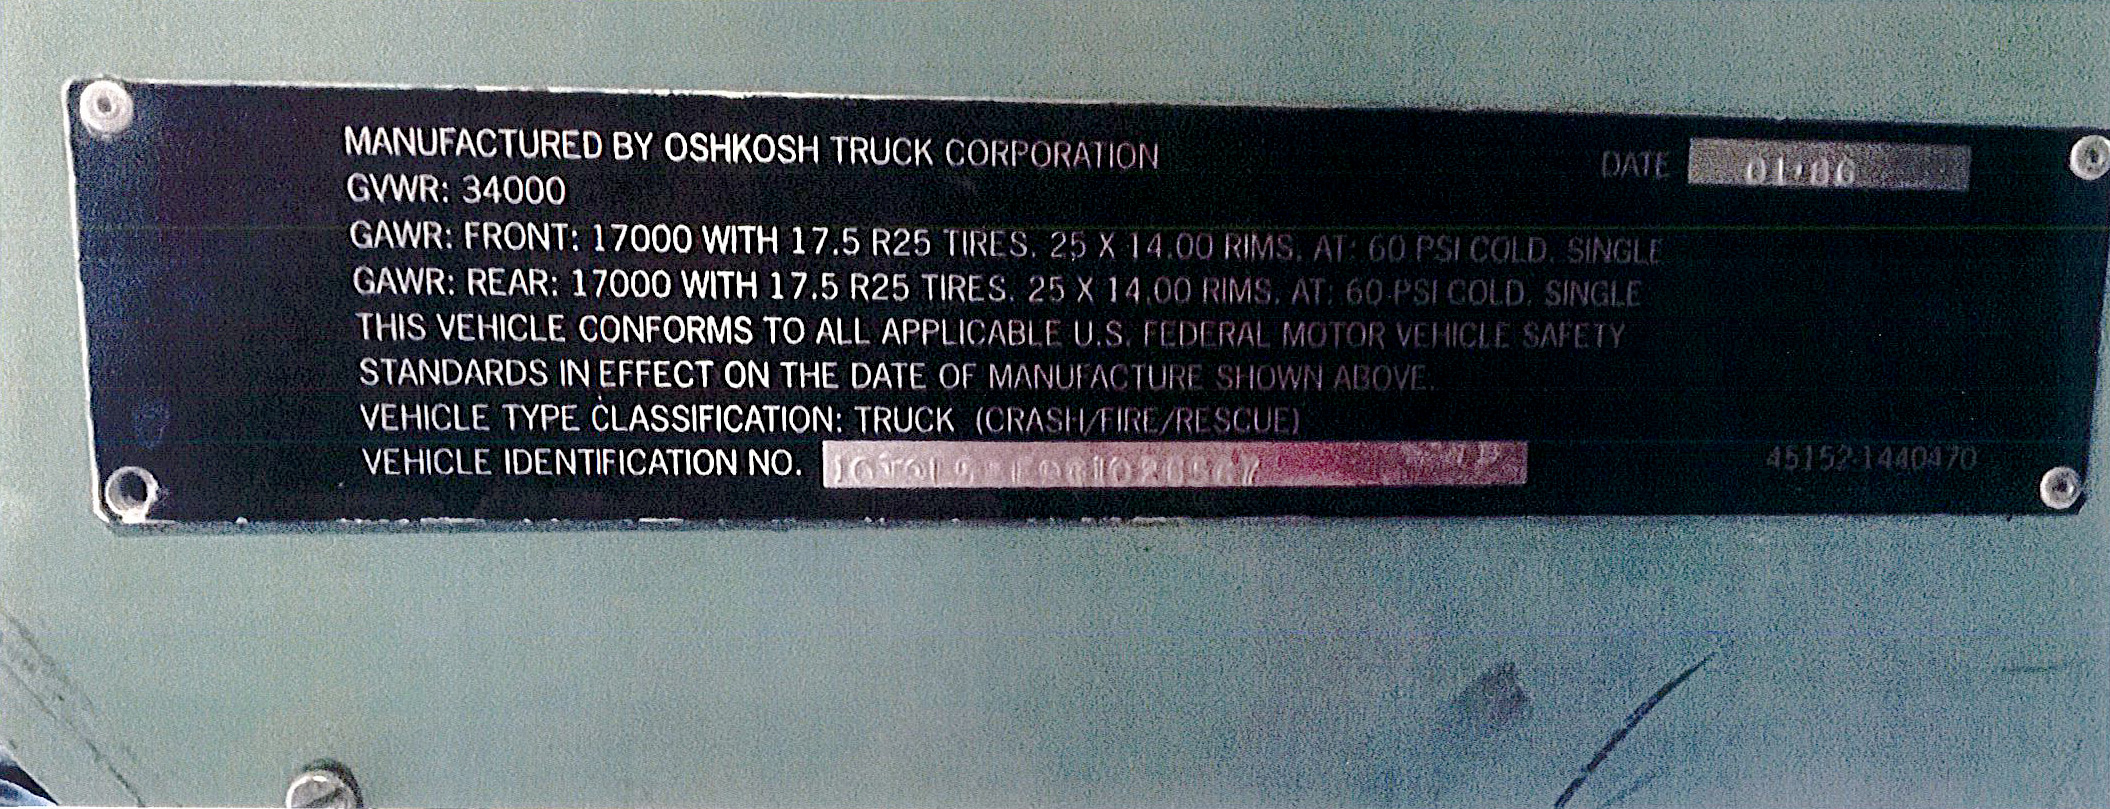 MANUFACTURED BY OSHKOSH TRUCK CORPORATION
DATE
GVWR: 34000
GAWR: FRONT: 17000 WITH 17.5 R25 TIRES. 25 X 14.00 RIMS. AT: 60 PSI COLD. SINGLE
GAWR: REAR: 17000 WITH 17.5 R25 TIRES. 25 X 14.00 RIMS. AT: 60 PSI COLD. SINGLE
THIS VEHICLE CONFORMS TO ALL APPLICABLE U.S. FEDERAL MOTOR VEHICLE SAFETY
STANDARDS IN EFFECT ON THE DATE OF MANUFACTURE SHOWN ABOVE.
VEHICLE TYPE CLASSIFICATION: TRUCK (CRASH/FIRE/RESCUE)
VEHICLE IDENTIFICATION NO.
45152-1440470